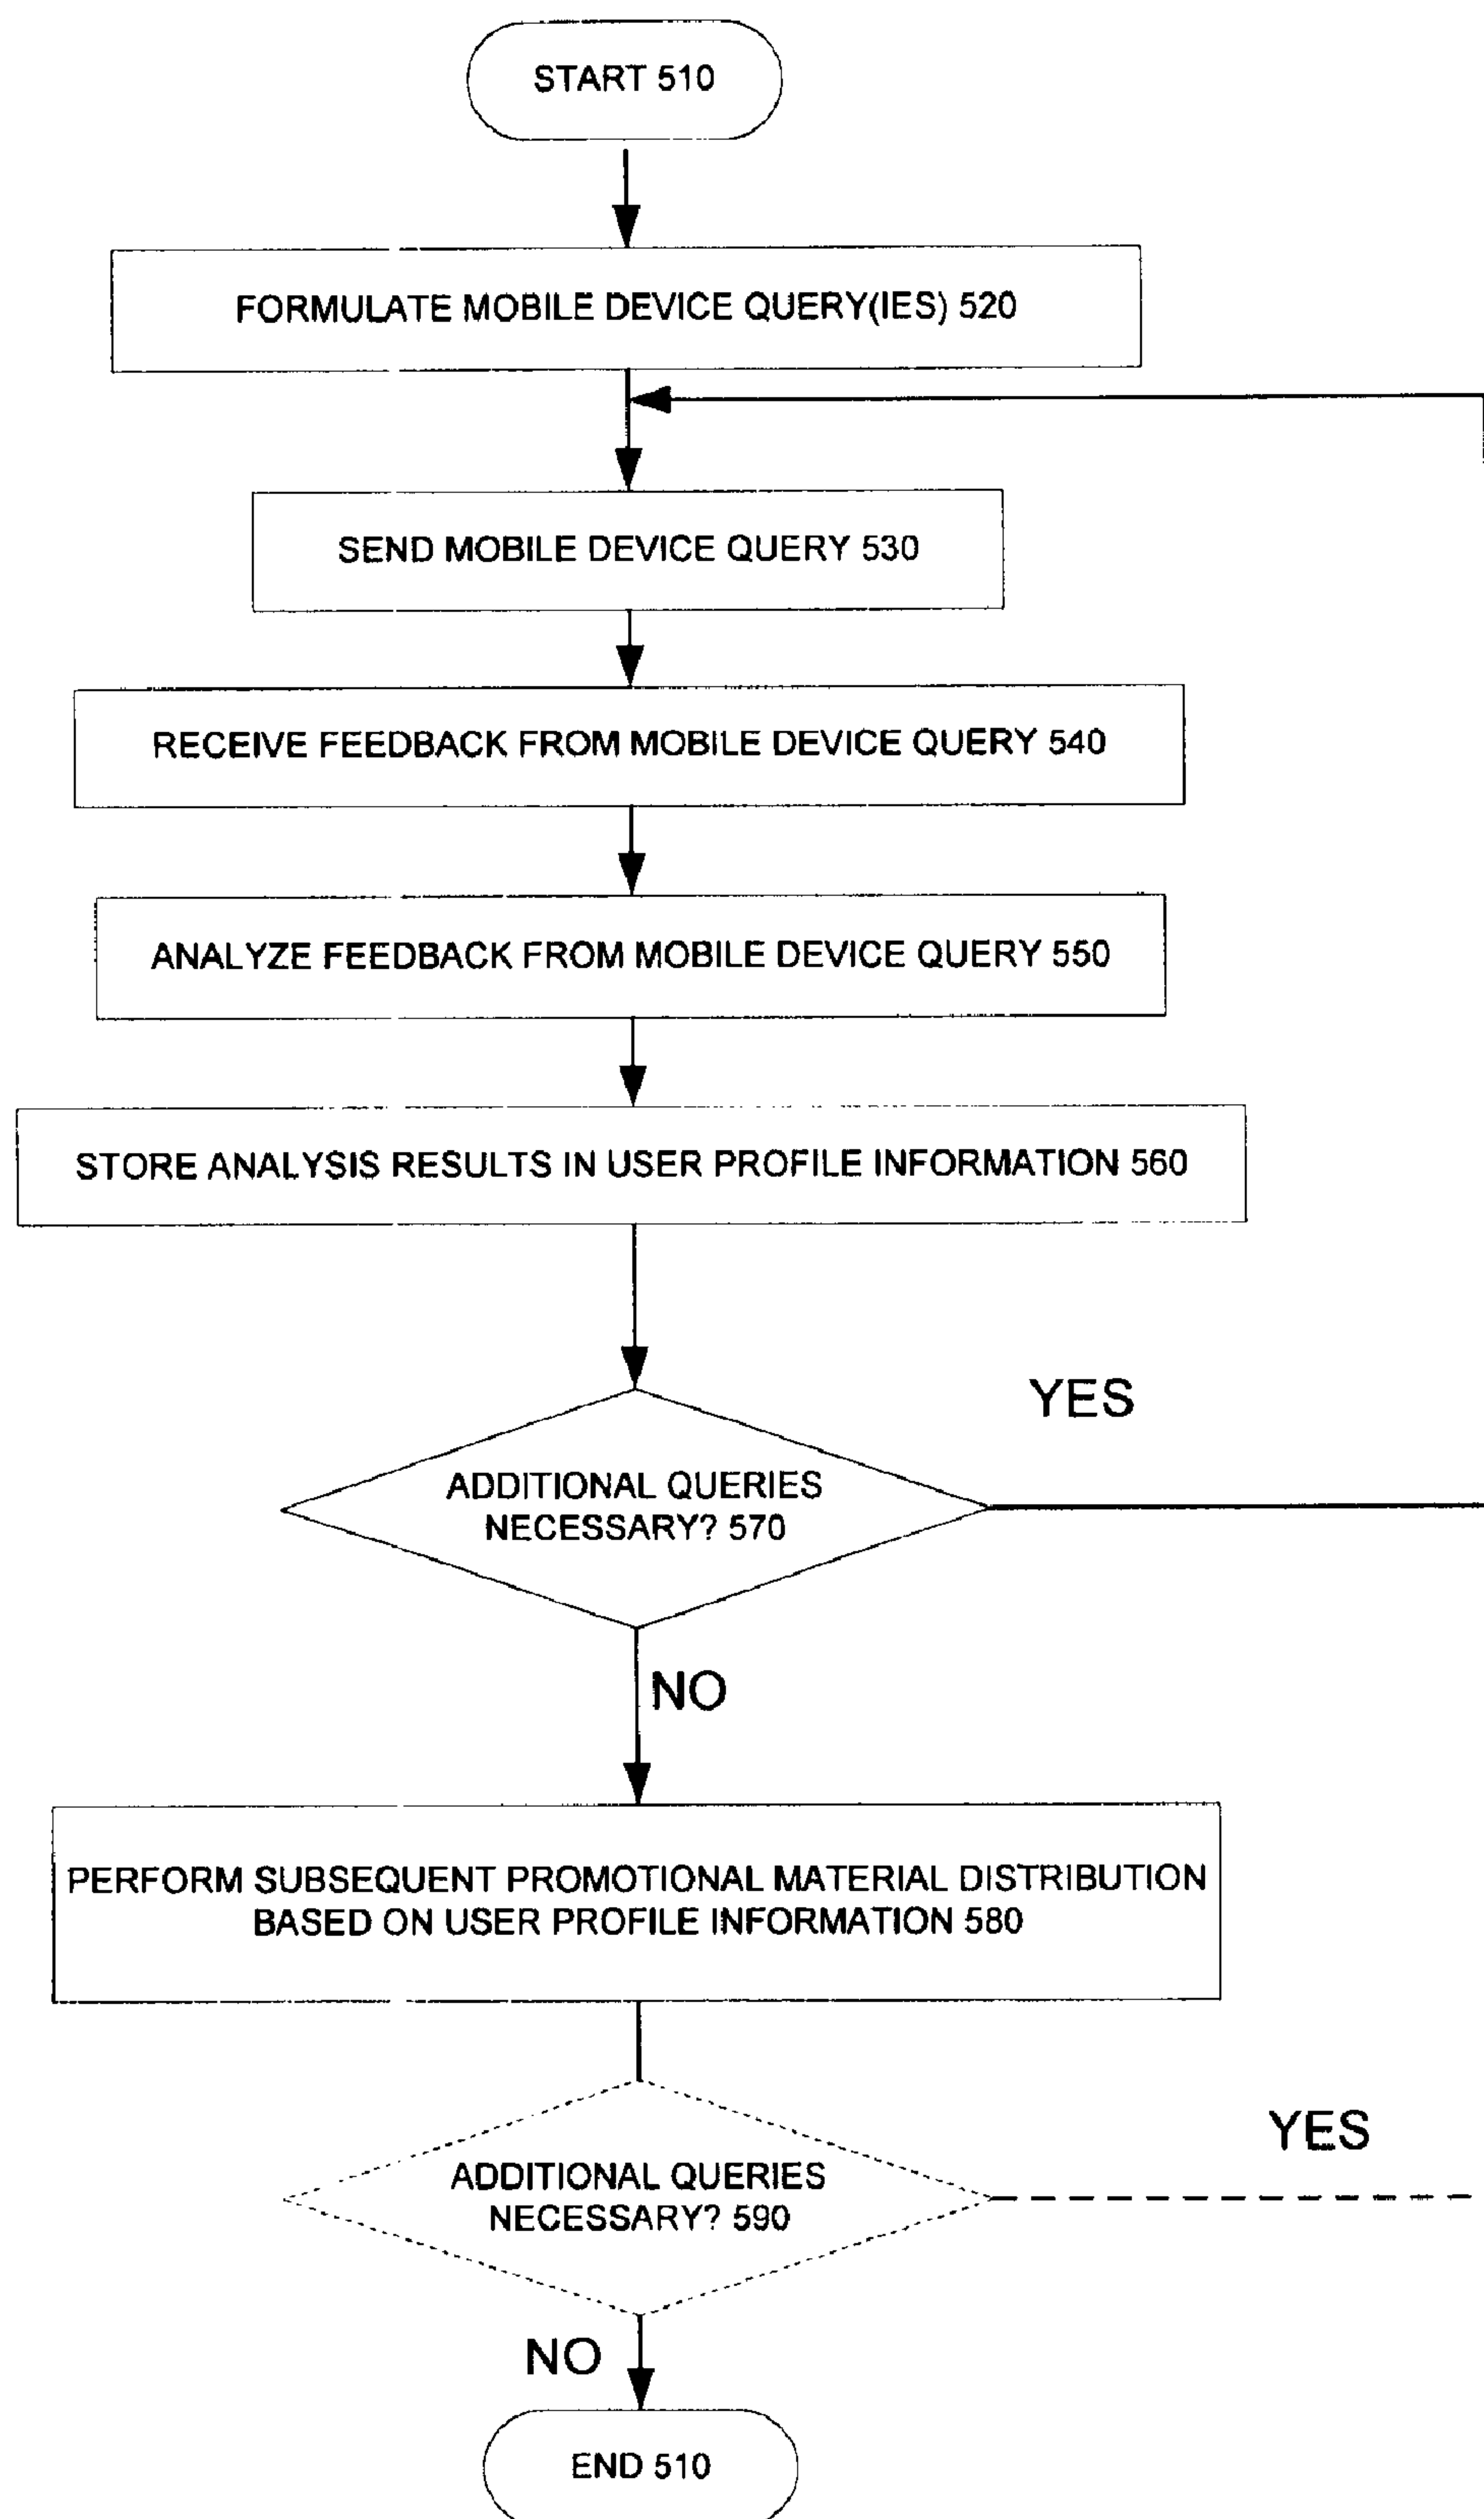 START 510
FORMULATE MOBILE DEVICE QUERY(IES) 520
SEND MOBILE DEVICE QUERY 530
RECEIVE FEEDBACK FROM MOBILE DEVICE QUERY 540
ANALYZE FEEDBACK FROM MOBILE DEVICE QUERY 550
STORE ANALYSIS RESULTS IN USER PROFILE INFORMATION 560
YES
ADDITIONAL QUERIES
NECESSARY? 570
NO
PERFORM SUBSEQUENT PROMOTIONAL MATERIAL DISTRIBUTION
BASED ON USER PROFILE INFORMATION 580
YES
ADDITIONAL QUERIES
NECESSARY? 590
NO
END 510